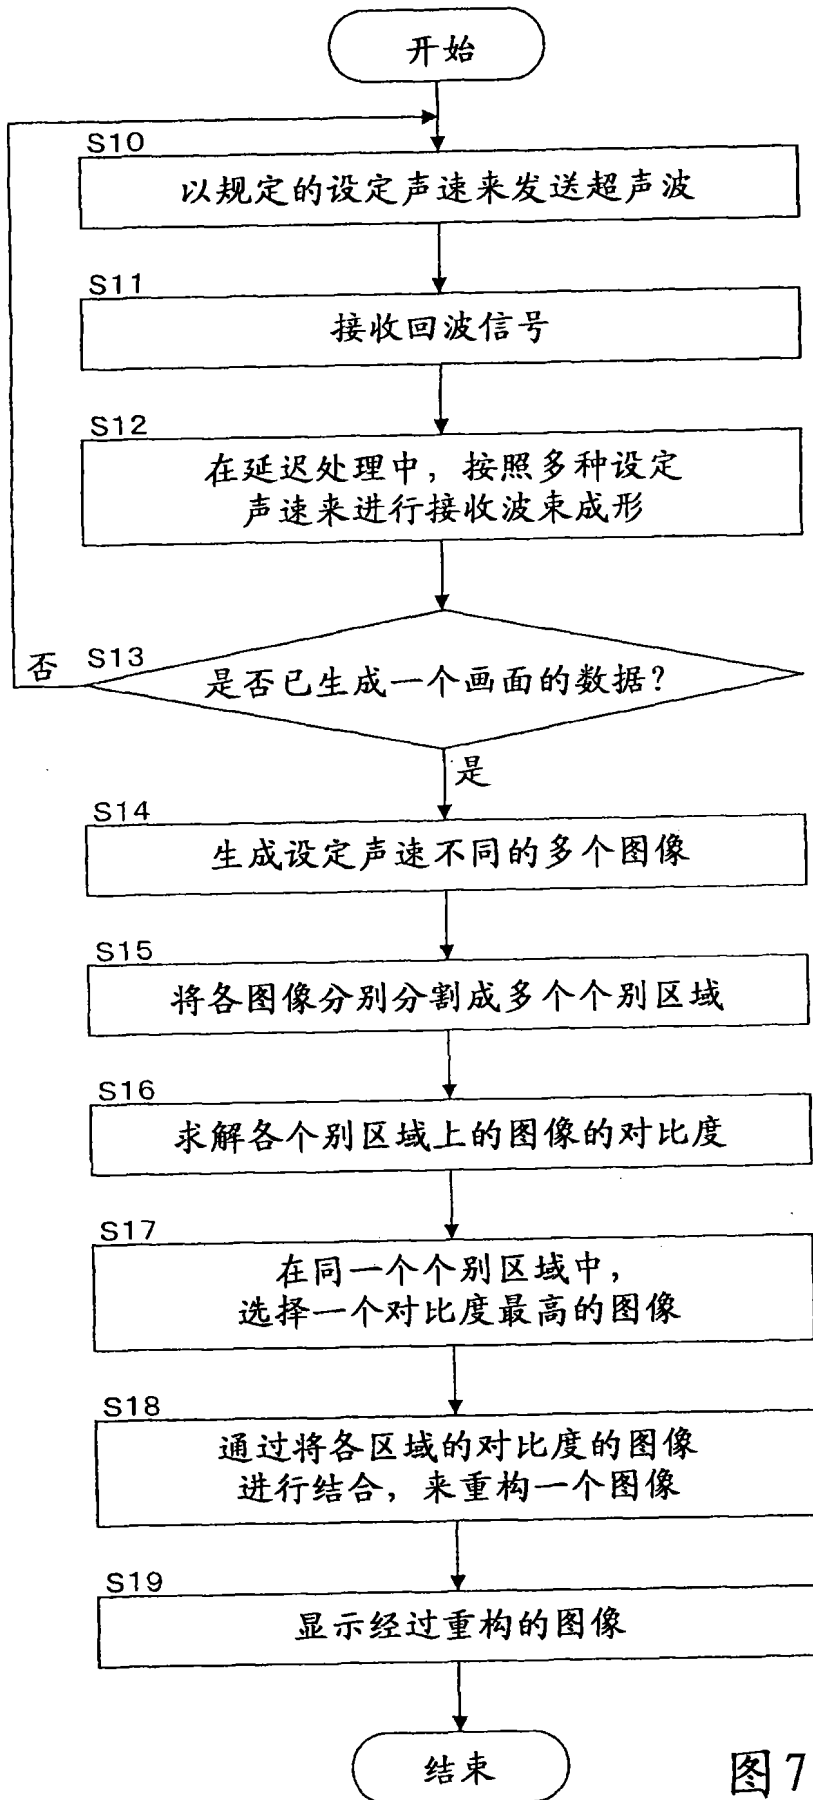 开始
S10
以规定的设定声速来发送超声波
S11
接收回波信号
S12
在延迟处理中，按照多种设定
声速来进行接收波束成形
否
S13
是否已生成一个画面的数据？
是
S14
生成设定声速不同的多个图像
S15
将各图像分别分割成多个个别区域
S16
求解各个别区域上的图像的对比度
S17
在同一个个别区域中，
选择一个对比度最高的图像
S18
通过将各区域的对比度的图像
进行结合，来重构一个图像
S19
显示经过重构的图像
结束
图7